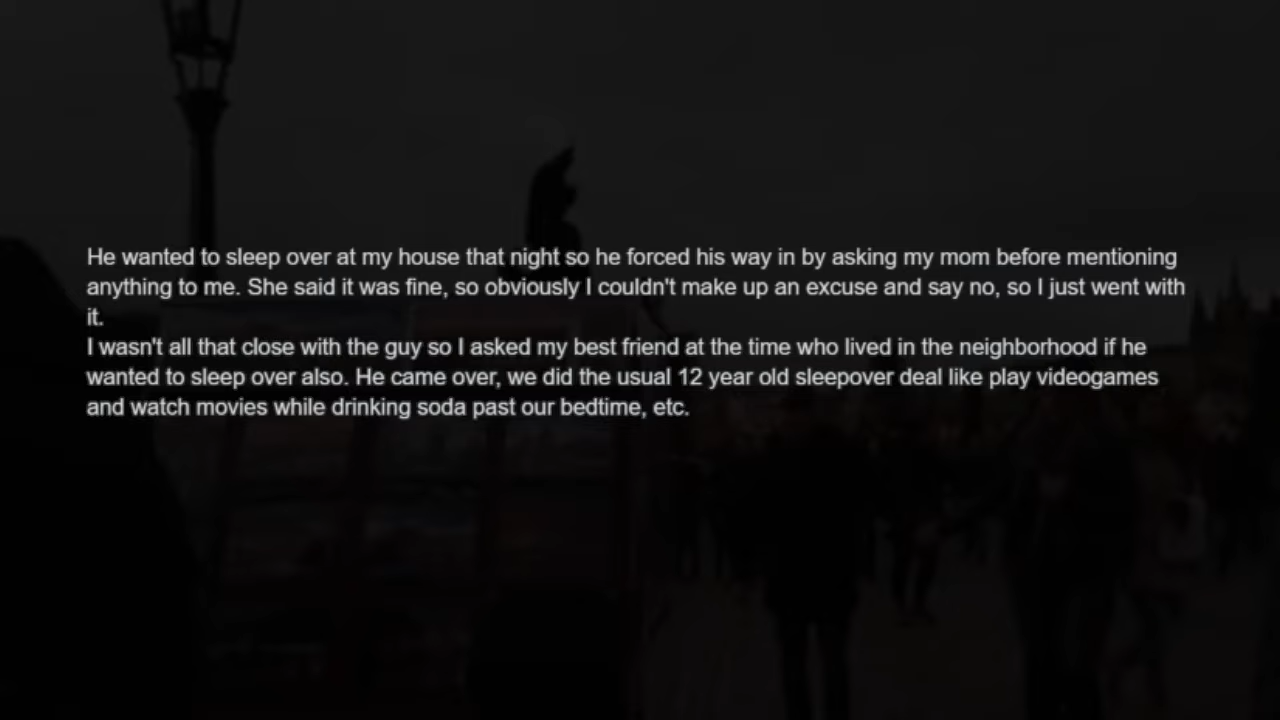 He wanted to sleep over at my house that night so he forced his way in by asking my mom before mentioning
anything to me. She said it was fine, so obviously I couldn't make up an excuse and say no, so I just went with
it.
I wasn't all that close with the guy so I asked my best friend at the time who lived in the neighborhood if he
wanted to sleep over also. He came over, we did the usual 12 year old sleepover deal like play videogames
and watch movies while drinking soda past our bedtime, etc.